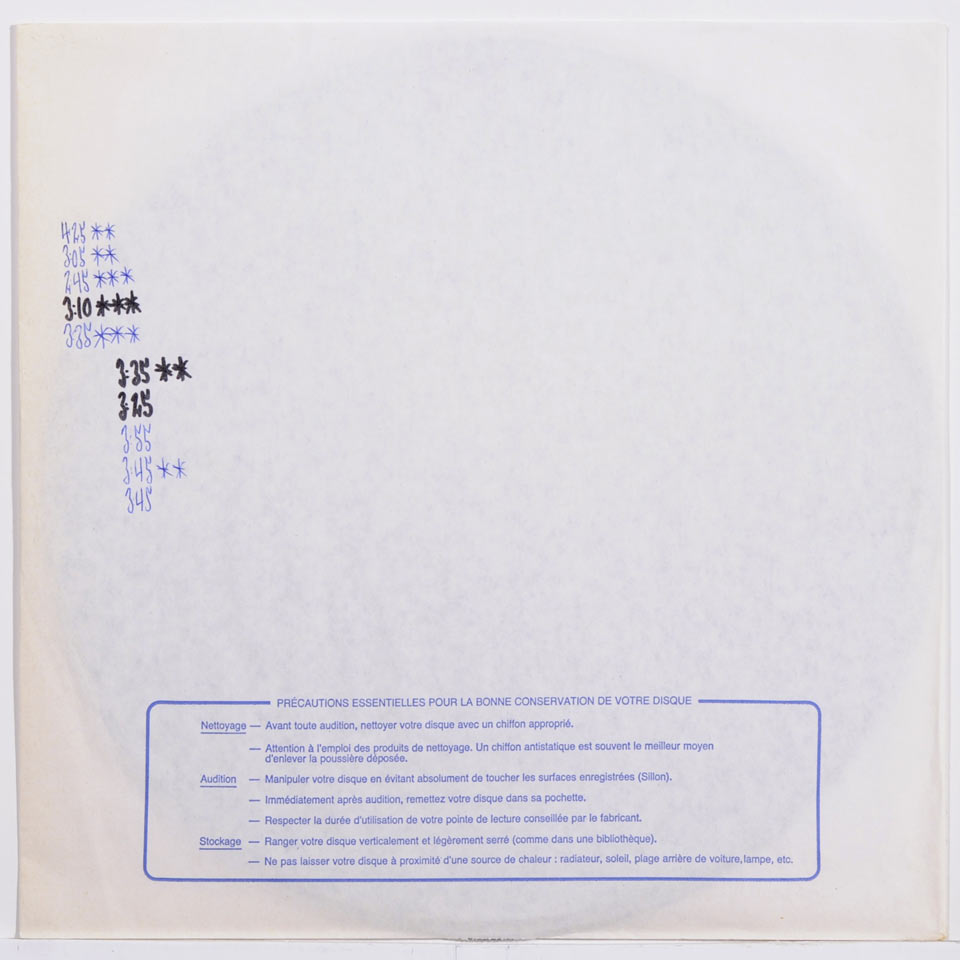 4 25 **
3:05 **
2:45 ***
3:10 ***
3:35 ***
3:35 **
3:25
3:55
3:45 **
3 45
PRÉCAUTIONS ESSENTIELLES POUR LA BONNE CONSERVATION DE VOTRE DISQUE
Nettoyage — Avant toute audition, nettoyer votre disque avec un chiffon approprié.
— Attention à l'emploi des produits de nettoyage. Un chiffon antistatique est souvent le meilleur moyen
d'enlever la poussière déposée.
Audition — Manipuler votre disque en évitant absolument de toucher les surfaces enregistrées (Sillon).
— Immédiatement après audition, remettez votre disque dans sa pochette.
— Respecter la durée d'utilisation de votre pointe de lecture conseillée par le fabricant.
Stockage — Ranger votre disque verticalement et légèrement serré (comme dans une bibliothèque).
— Ne pas laisser votre disque à proximité d'une source de chaleur : radiateur, soleil, plage arrière de voiture, lampe, etc.